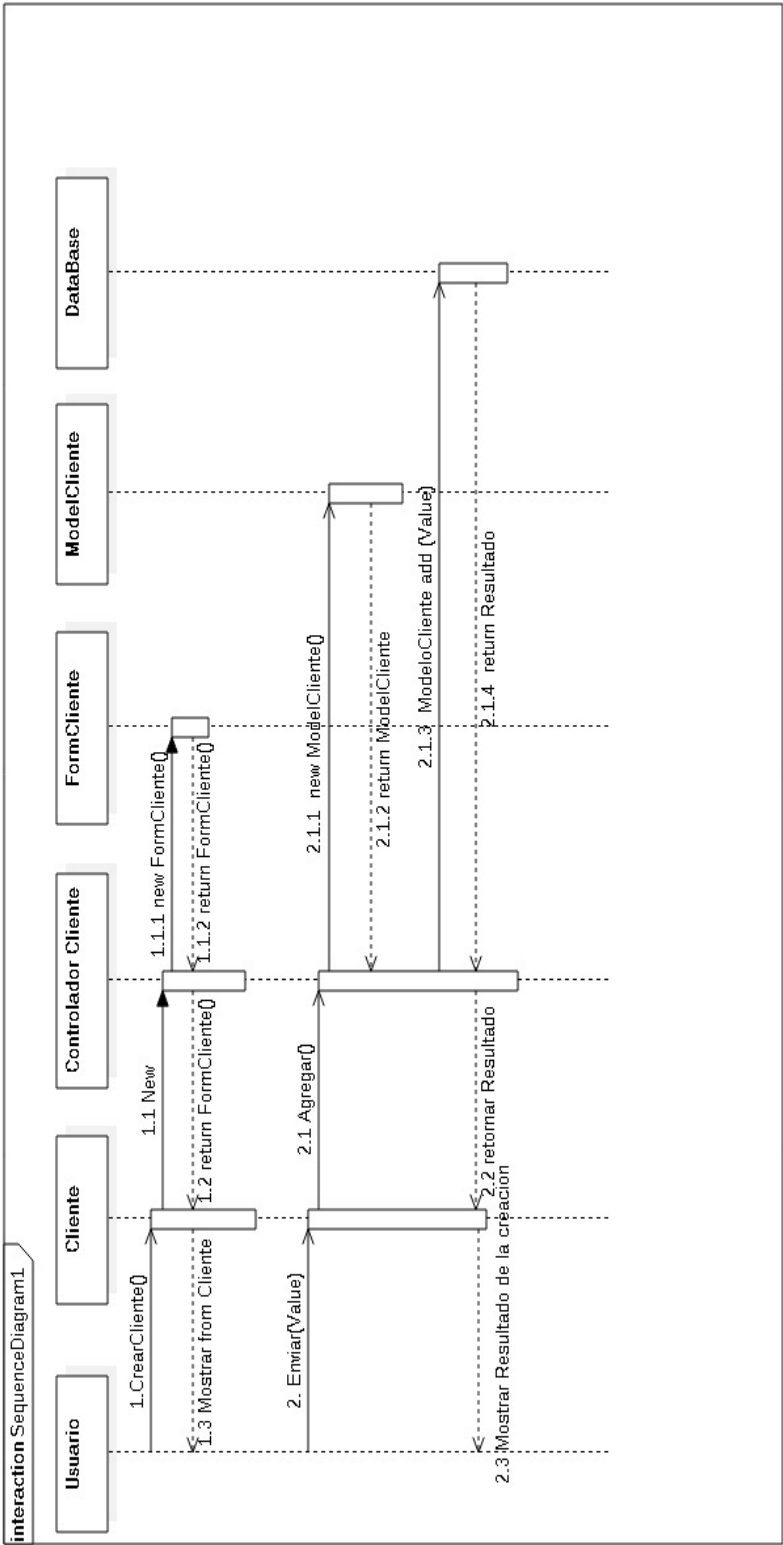 interaction SequenceDiagram1
Usuario
Cliente
Controlador Cliente
FormCliente
ModelCliente
DataBase
1.CrearCliente()
1.1 New
1.1.1 new FormCliente()
1.1.2 return FormCliente()
1.2 return FormCliente()
1.3 Mostrar from Cliente
2. Enviar(Value)
2.1 Agregar()
2.1.1 new ModelCliente()
2.1.2 return ModelCliente
2.1.3 ModeloCliente add (Value)
2.1.4 return Resultado
2.2 retornar Resultado
2.3 Mostrar Resultado de la creacion